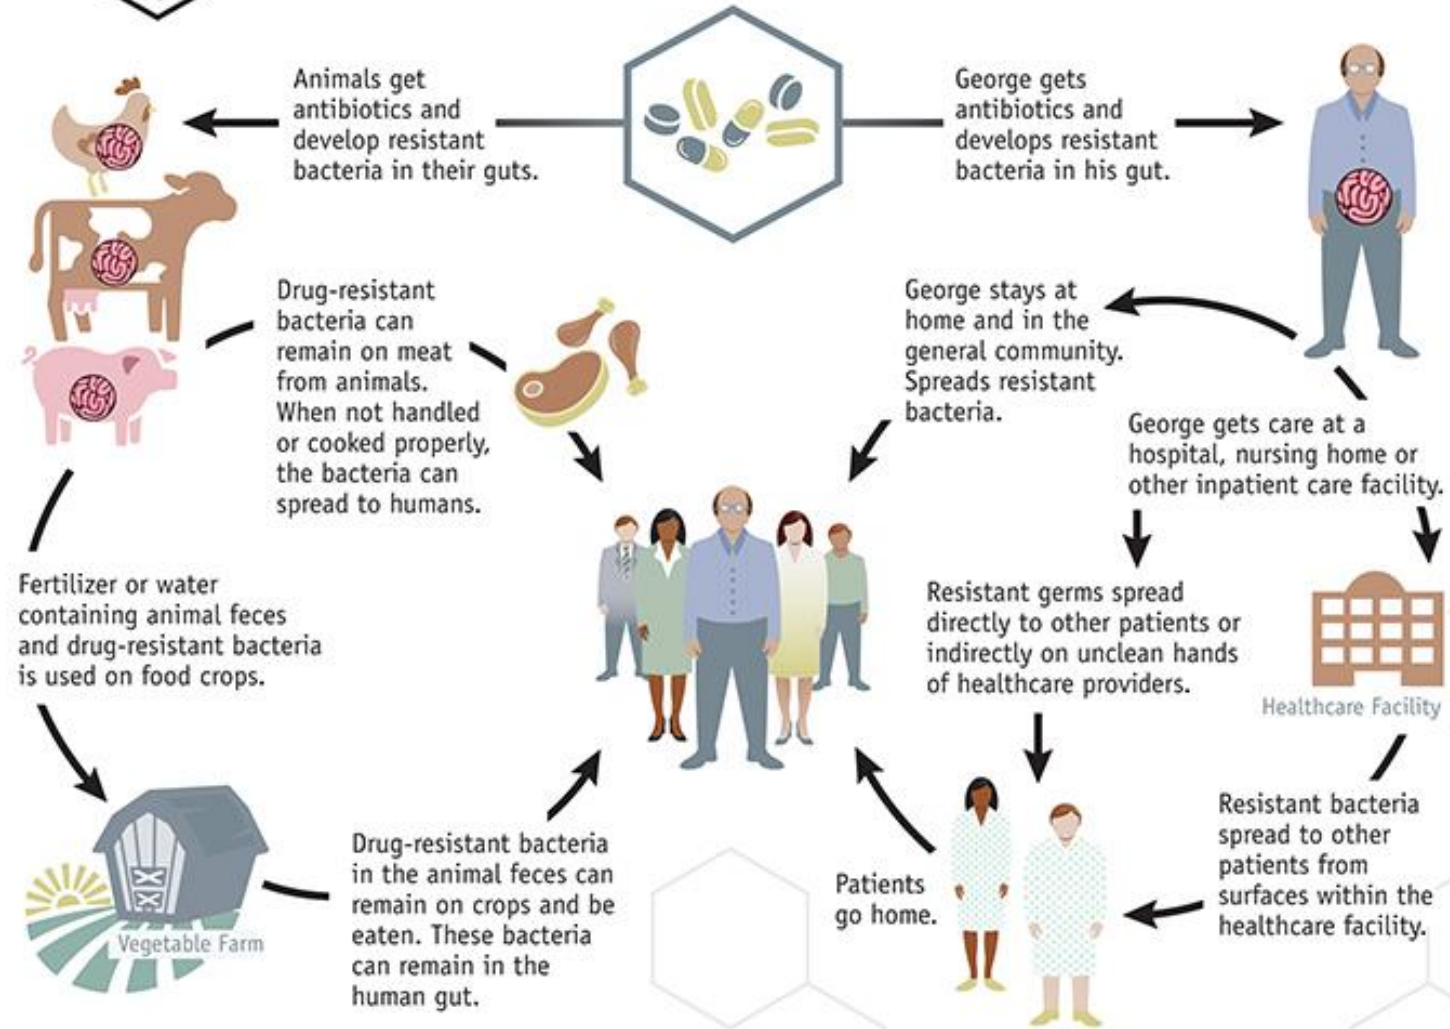 Animals get
antibiotics and
develop resistant
bacteria in their guts.
George gets
antibiotics and
develops resistant
bacteria in his gut.
Drug-resistant
bacteria can
remain on meat
from animals.
When not handled
or cooked properly,
the bacteria can
spread to humans.
George stays at
home and in the
general community.
Spreads resistant
bacteria.
George gets care at a
hospital, nursing home or
other inpatient care facility.
Fertilizer or water
containing animal feces
and drug-resistant bacteria
is used on food crops.
Resistant germs spread
directly to other patients or
indirectly on unclean hands
of healthcare providers.
Healthcare Facility
Vegetable Farm
Drug-resistant bacteria
in the animal feces can
remain on crops and be
eaten. These bacteria
can remain in the
human gut.
Patients
go home.
Resistant bacteria
spread to other
patients from
surfaces within the
healthcare facility.